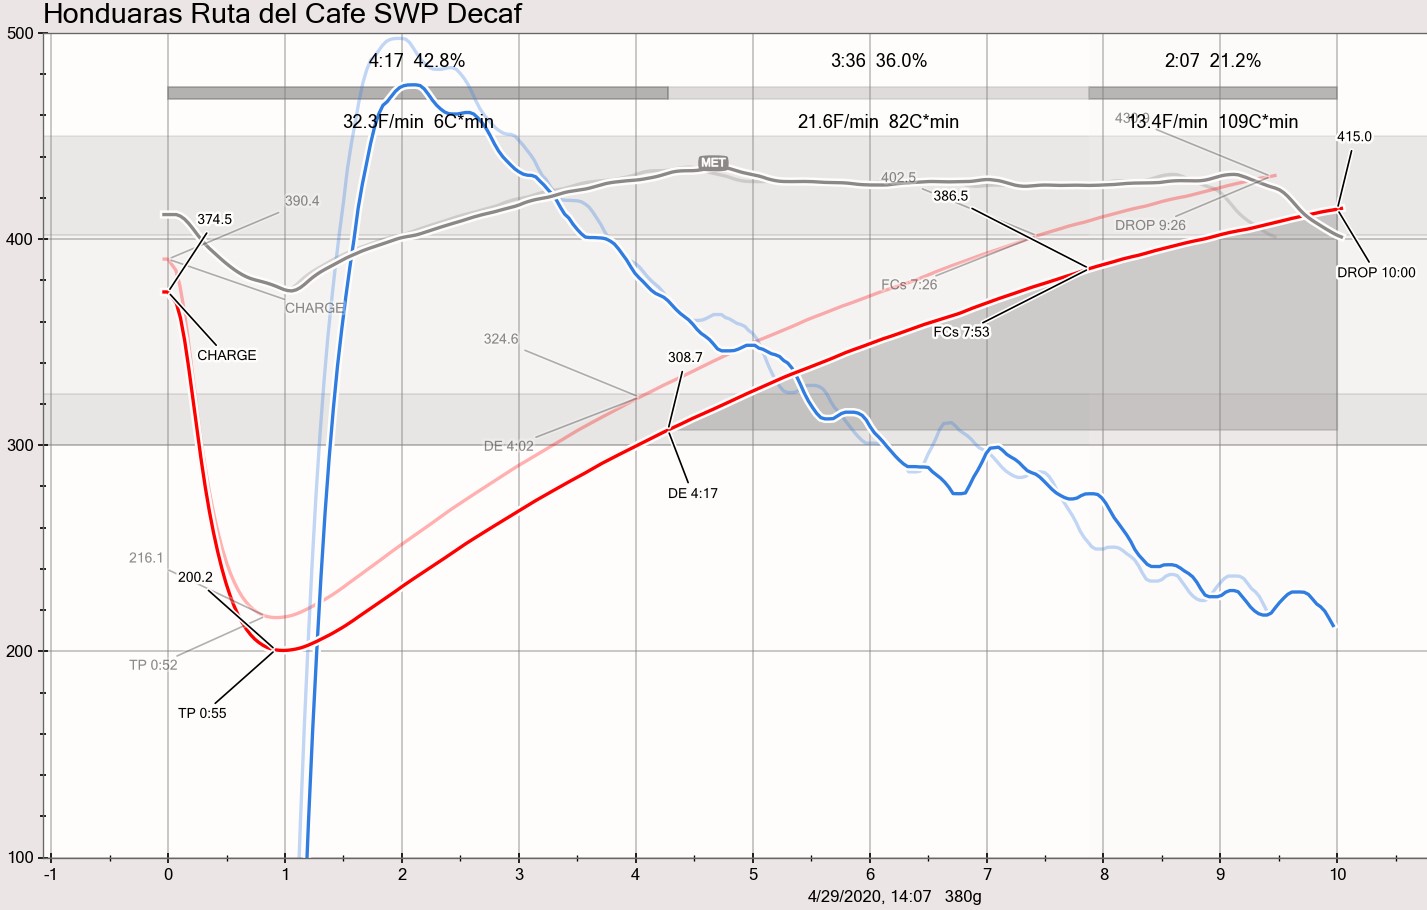 Honduaras Ruta del Cafe SWP Decaf
500
4:17 42.8%
3:36 36.0%
2:07 21.2%
32.3F/min 6C*min
21.6F/min 82C*min
13.4F/min 109C*min
415.0
MET
402.5
386.5
390.4
374.5
DROP 9:26
400
DROP 10:00
FCs 7:26
CHARGE
FCs 7:53
324.6
CHARGE
308.7
300
DE 4:02
DE 4:17
216.1
200.2
200
TP 0:52
TP 0:55
100
-1 0 1 2 3 4 5 6 7 8 9 10
4/29/2020, 14:07 380g